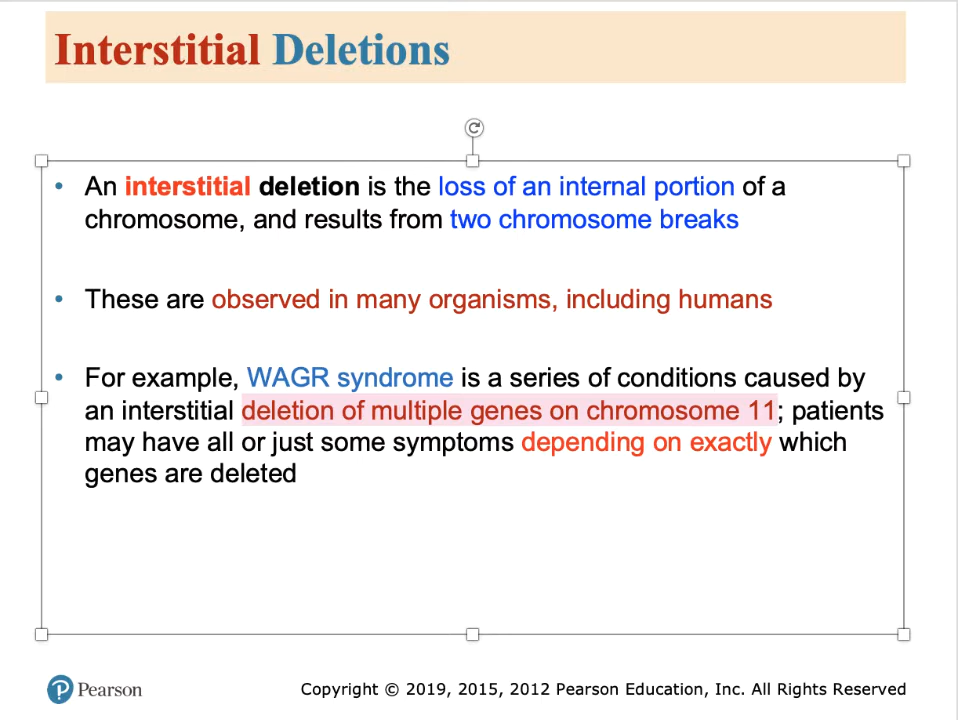 Interstitial Deletions
• An interstitial deletion is the loss of an internal portion of a
chromosome, and results from two chromosome breaks
• These are observed in many organisms, including humans
• For example, WAGR syndrome is a series of conditions caused by
an interstitial deletion of multiple genes on chromosome 11; patients
may have all or just some symptoms depending on exactly which
genes are deleted
Pearson
Copyright © 2019, 2015, 2012 Pearson Education, Inc. All Rights Reserved